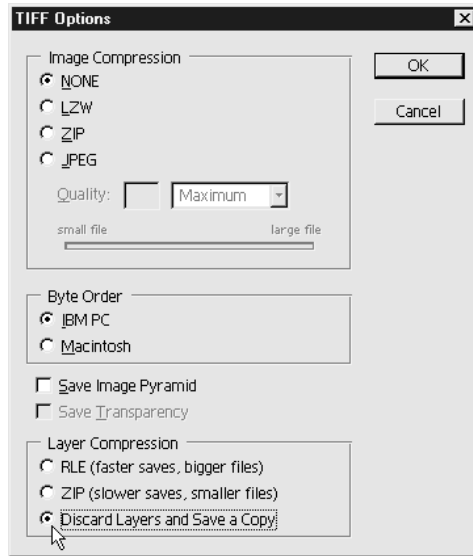 TIFF Options
Image Compression
NONE
LZW
ZIP
JPEG
Quality: Maximum
small file large file
OK
Cancel
Byte Order
IBM PC
Macintosh
Save Image Pyramid
Save Transparency
Layer Compression
RLE (faster saves, bigger files)
ZIP (slower saves, smaller files)
Discard Layers and Save a Copy